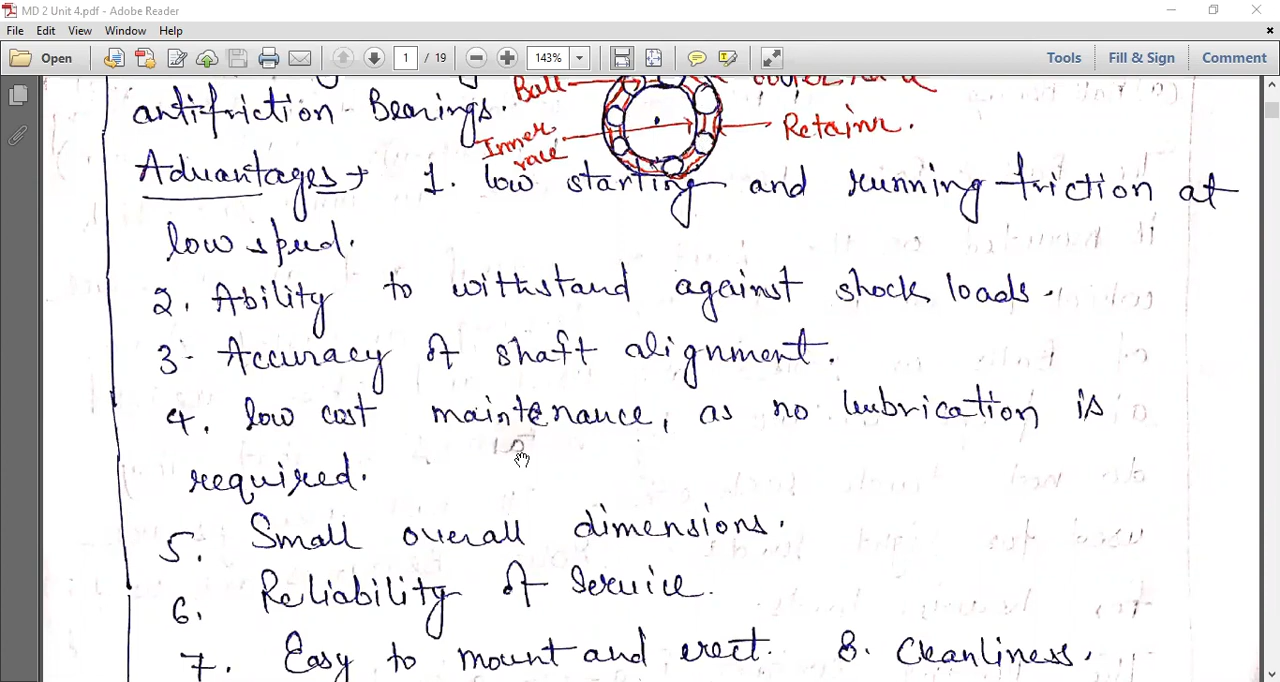 MD 2 Unit 4.pdf - Adobe Reader
File Edit View Window Help
Open 1 / 19 143% Tools Fill & Sign Comment
Ball
antifriction Bearings.
Inner race
Retainr.
Advantages → 1. low starting and running friction at
low speed.
2. Ability to withstand against shock loads.
3. Accuracy of shaft alignment.
4. low cost maintenance, as no lubrication is
required.
5. Small overall dimensions.
6. Reliability of service.
7. Easy to mount and erect. 8. Cleanliness.